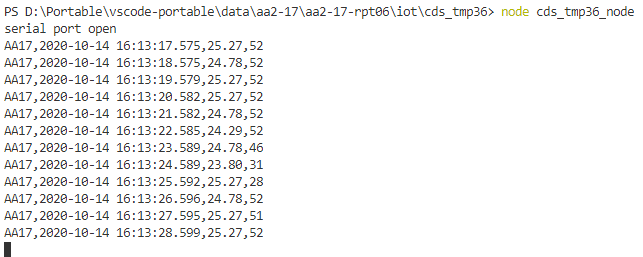 PS D:\Portable\vscode-portable\data\aa2-17\aa2-17-rpt06\iot\cds_tmp36> node cds_tmp36_node
serial port open
AA17,2020-10-14 16:13:17.575,25.27,52
AA17,2020-10-14 16:13:18.575,24.78,52
AA17,2020-10-14 16:13:19.579,25.27,52
AA17,2020-10-14 16:13:20.582,25.27,52
AA17,2020-10-14 16:13:21.582,24.78,52
AA17,2020-10-14 16:13:22.585,24.29,52
AA17,2020-10-14 16:13:23.589,24.78,46
AA17,2020-10-14 16:13:24.589,23.80,31
AA17,2020-10-14 16:13:25.592,25.27,28
AA17,2020-10-14 16:13:26.596,24.78,52
AA17,2020-10-14 16:13:27.595,25.27,51
AA17,2020-10-14 16:13:28.599,25.27,52